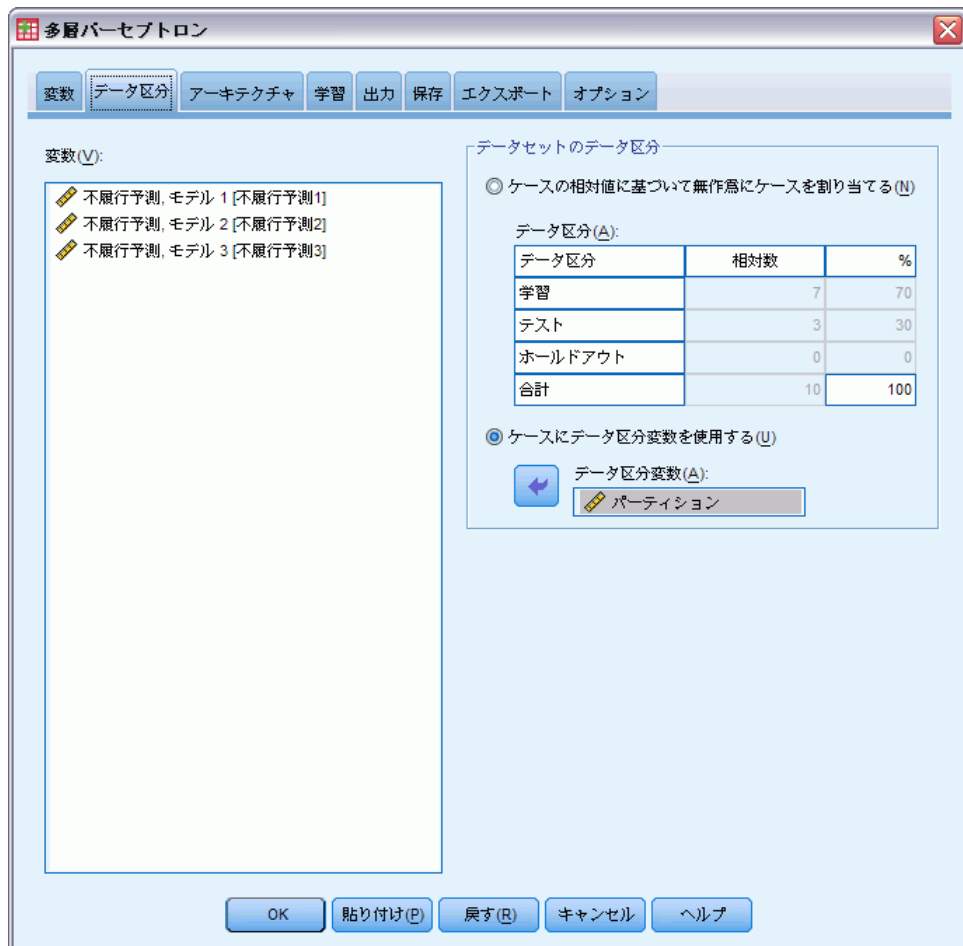 多層パーセプトロン
変数 データ区分 アーキテクチャ 学習 出力 保存 エクスポート オプション
変数(V):
不履行予測, モデル 1 [不履行予測1]
不履行予測, モデル 2 [不履行予測2]
不履行予測, モデル 3 [不履行予測3]
データセットのデータ区分
ケースの相対値に基づいて無作為にケースを割り当てる(N)
データ区分(A):
データ区分 相対数 %
学習 7 70
テスト 3 30
ホールドアウト 0 0
合計 10 100
ケースにデータ区分変数を使用する(U)
データ区分変数(A):
パーティション
OK 貼り付け(P) 戻す(R) キャンセル ヘルプ